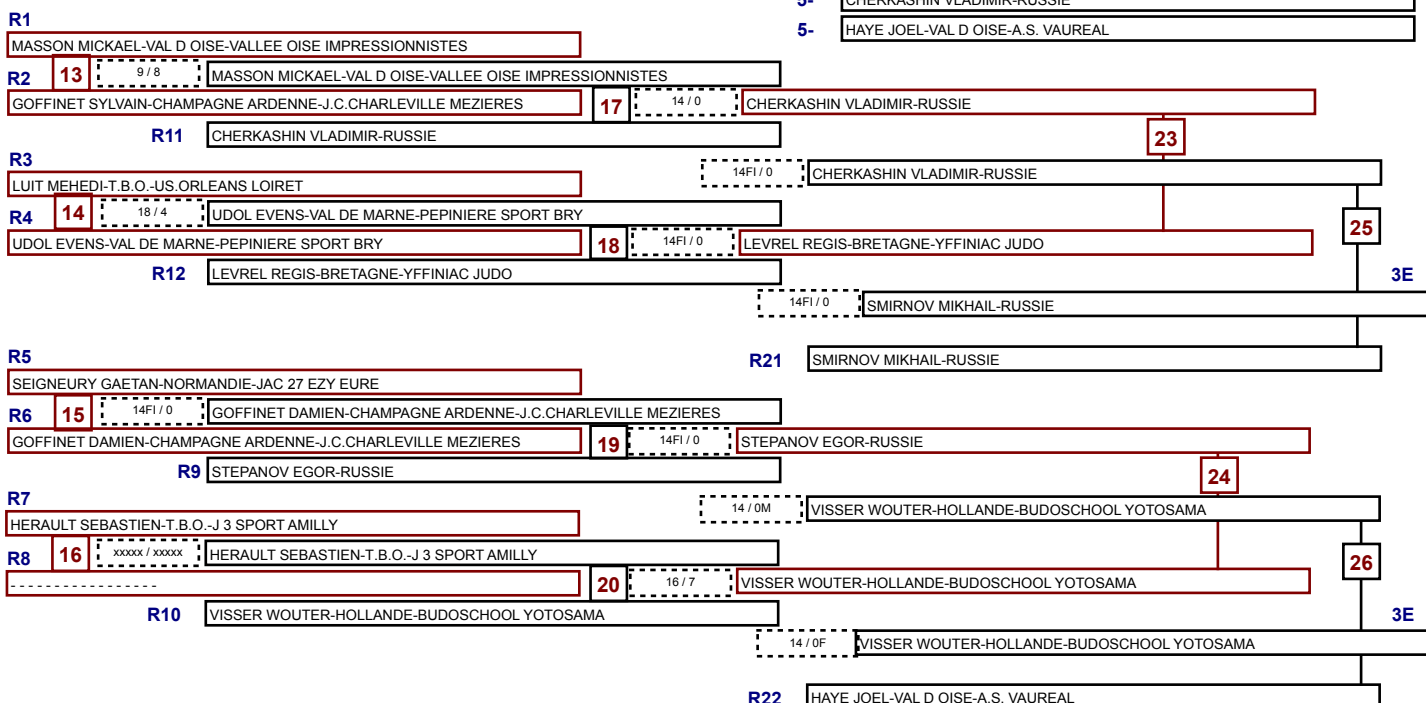 5- CHERKASHIN VLADIMIR-RUSSIE
R1
5- HAYE JOEL-VAL D OISE-A.S. VAUREAL
MASSON MICKAEL-VAL D OISE-VALLEE OISE IMPRESSIONNISTES
R2 13 9 / 8 MASSON MICKAEL-VAL D OISE-VALLEE OISE IMPRESSIONNISTES
GOFFINET SYLVAIN-CHAMPAGNE ARDENNE-J.C.CHARLEVILLE MEZIERES 17 14 / 0 CHERKASHIN VLADIMIR-RUSSIE
R11 CHERKASHIN VLADIMIR-RUSSIE 23
R3
14FI / 0 CHERKASHIN VLADIMIR-RUSSIE
LUIT MEHEDI-T.B.O.-US.ORLEANS LOIRET
R4 14 18 / 4 UDOL EVENS-VAL DE MARNE-PEPINIERE SPORT BRY 25
UDOL EVENS-VAL DE MARNE-PEPINIERE SPORT BRY 18 14FI / 0 LEVREL REGIS-BRETAGNE-YFFINIAC JUDO
R12 LEVREL REGIS-BRETAGNE-YFFINIAC JUDO 3E
14FI / 0 SMIRNOV MIKHAIL-RUSSIE
R5
R21 SMIRNOV MIKHAIL-RUSSIE
SEIGNEURY GAETAN-NORMANDIE-JAC 27 EZY EURE
R6 15 14FI / 0 GOFFINET DAMIEN-CHAMPAGNE ARDENNE-J.C.CHARLEVILLE MEZIERES
GOFFINET DAMIEN-CHAMPAGNE ARDENNE-J.C.CHARLEVILLE MEZIERES 19 14FI / 0 STEPANOV EGOR-RUSSIE
R9 STEPANOV EGOR-RUSSIE 24
R7
14 / 0M VISSER WOUTER-HOLLANDE-BUDOSCHOOL YOTOSAMA
HERAULT SEBASTIEN-T.B.O.-J 3 SPORT AMILLY
R8 16 xxxxx / xxxxx HERAULT SEBASTIEN-T.B.O.-J 3 SPORT AMILLY 26
- - - - - - - - - - - - - - - - - 20 16 / 7 VISSER WOUTER-HOLLANDE-BUDOSCHOOL YOTOSAMA
R10 VISSER WOUTER-HOLLANDE-BUDOSCHOOL YOTOSAMA 3E
14 / 0F VISSER WOUTER-HOLLANDE-BUDOSCHOOL YOTOSAMA
R22 HAYE JOEL-VAL D OISE-A.S. VAUREAL